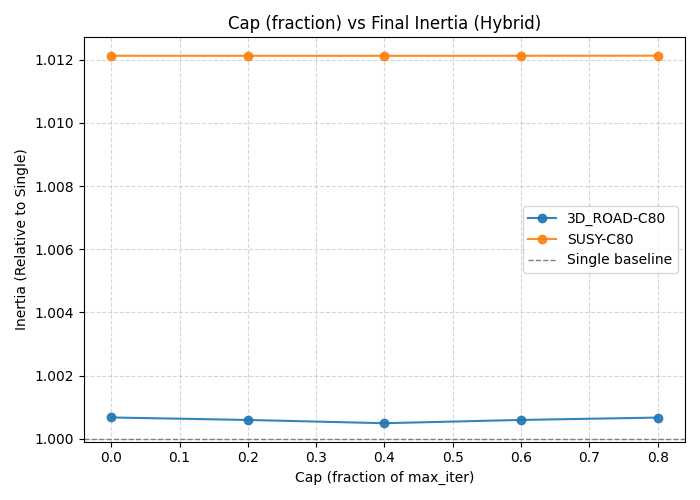 Cap (fraction) vs Final Inertia (Hybrid)
Inertia (Relative to Single)
1.012
1.010
1.008
1.006
1.004
1.002
1.000
3D_ROAD-C80
SUSY-C80
Single baseline
0.0 0.1 0.2 0.3 0.4 0.5 0.6 0.7 0.8
Cap (fraction of max_iter)